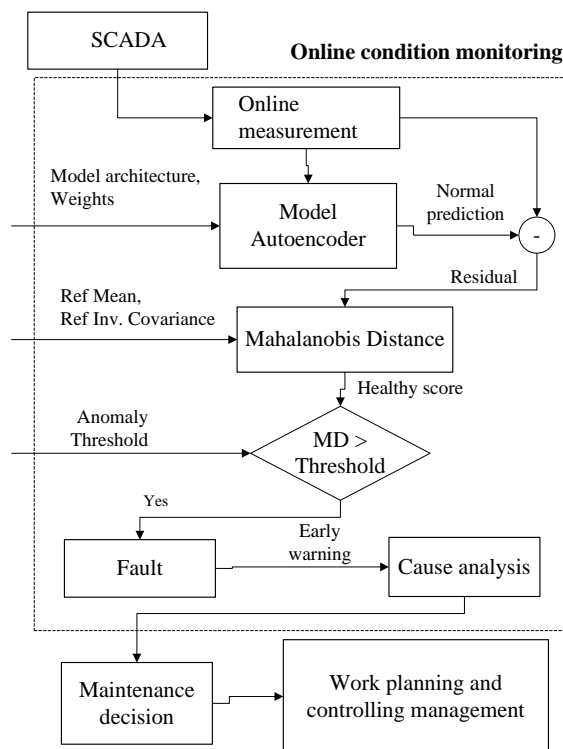 SCADA
Online condition monitoring
Online
measurement
Model architecture,
Weights
Normal
prediction
Model
Autoencoder
-
Residual
Ref Mean,
Ref Inv. Covariance
Mahalanobis Distance
Healthy score
Anomaly
Threshold
MD >
Threshold
Yes
Early
warning
Fault
Cause analysis
Maintenance
decision
Work planning and
controlling management